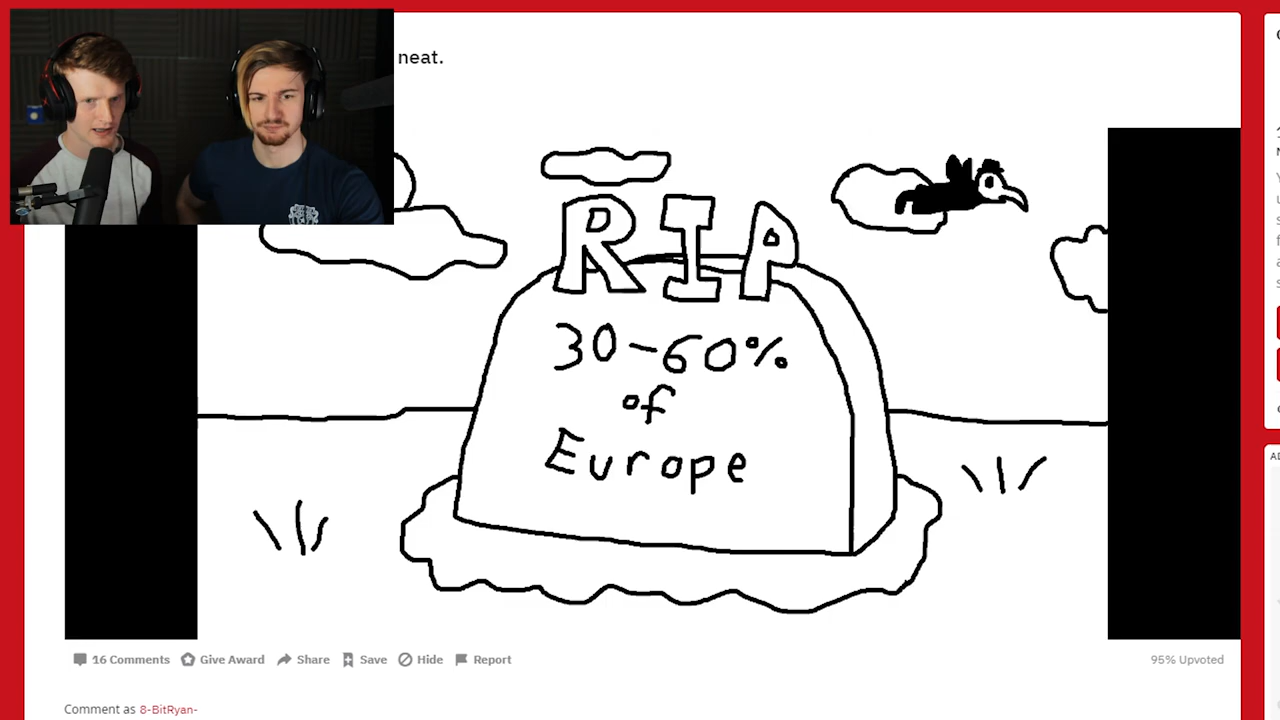 neat.
RIP
30-60%
of
Europe
16 Comments Give Award Share Save Hide Report
95% Upvoted
Comment as 8-BitRyan-